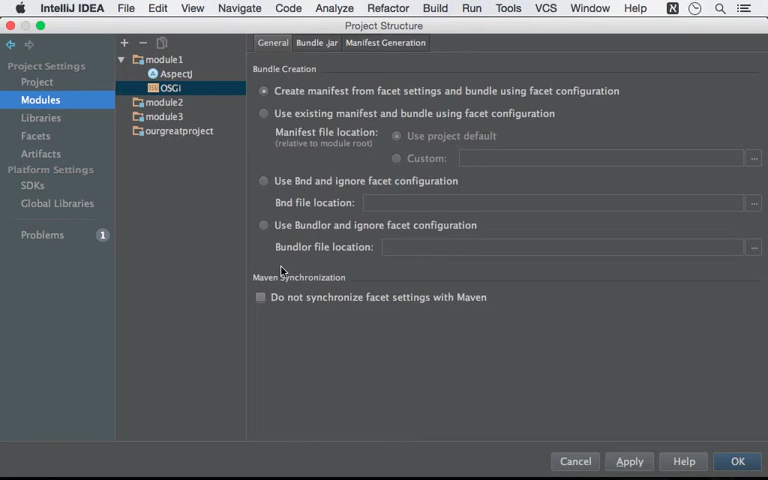 IntelliJ IDEA File Edit View Navigate Code Analyze Refactor Build Run Tools VCS Window Help
Project Structure
General Bundle Jar Manifest Generation
Project Settings
Project
Modules
Libraries
Facets
Artifacts
Platform Settings
SDKs
Global Libraries
Problems 1
module1
AspectJ
OSGi
module2
module3
ourgreatproject
Bundle Creation
Create manifest from facet settings and bundle using facet configuration
Use existing manifest and bundle using facet configuration
Manifest file location: Use project default
(relative to module root)
Custom: ...
Use Bnd and ignore facet configuration
Bnd file location: ...
Use Bundlor and ignore facet configuration
Bundlor file location: ...
Maven Synchronization
Do not synchronize facet settings with Maven
Cancel Apply Help OK